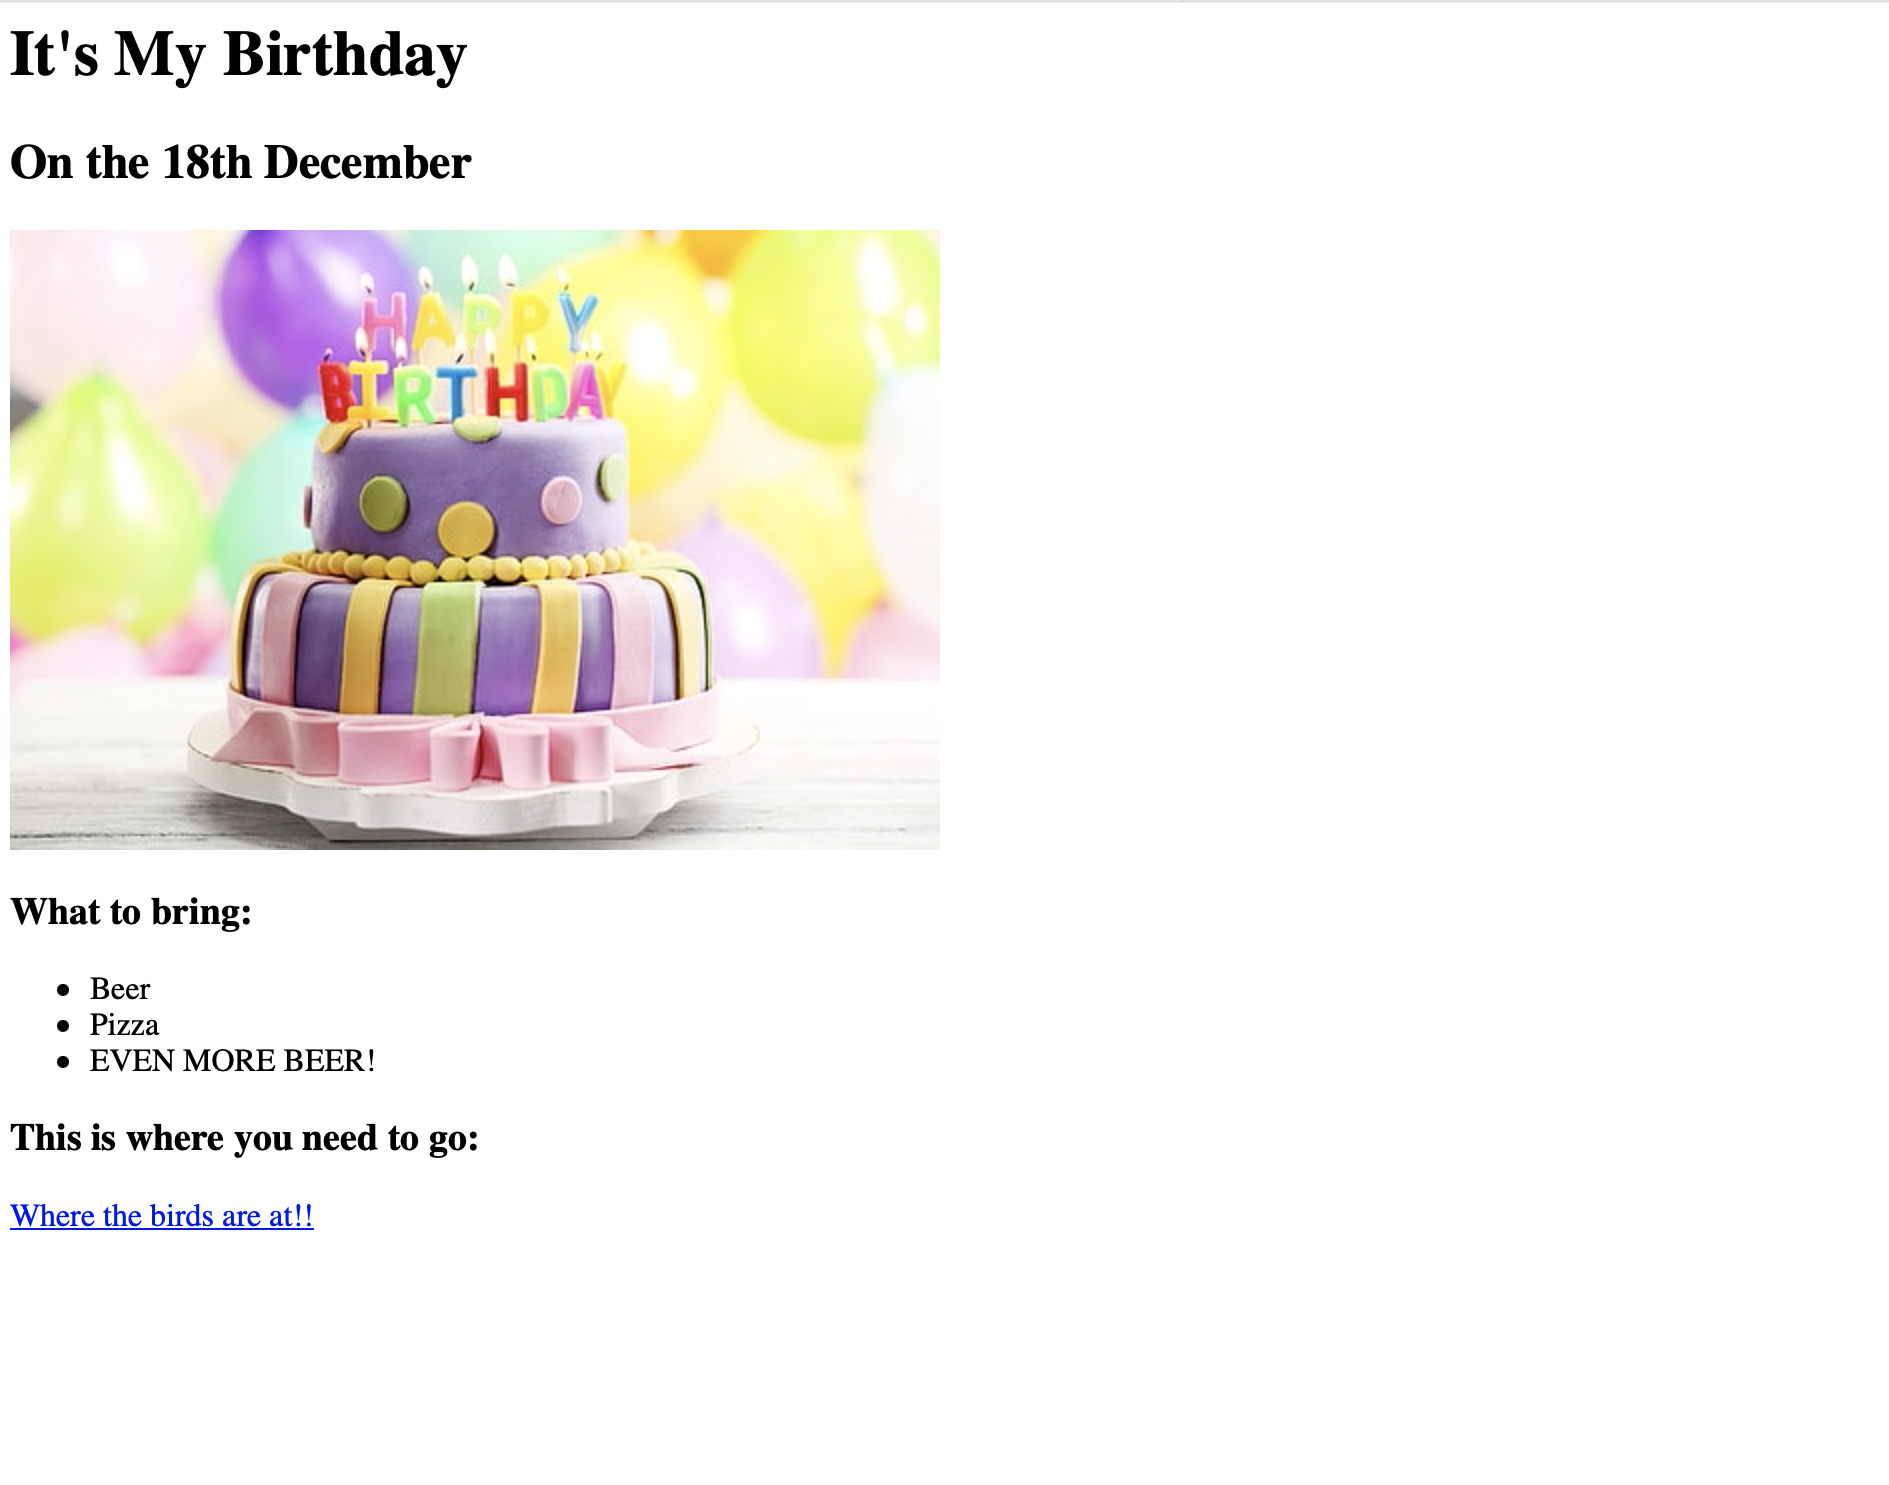 It's My Birthday
On the 18th December
HAPPY
BIRTHDAY
What to bring:
Beer
Pizza
EVEN MORE BEER!
This is where you need to go:
Where the birds are at!!